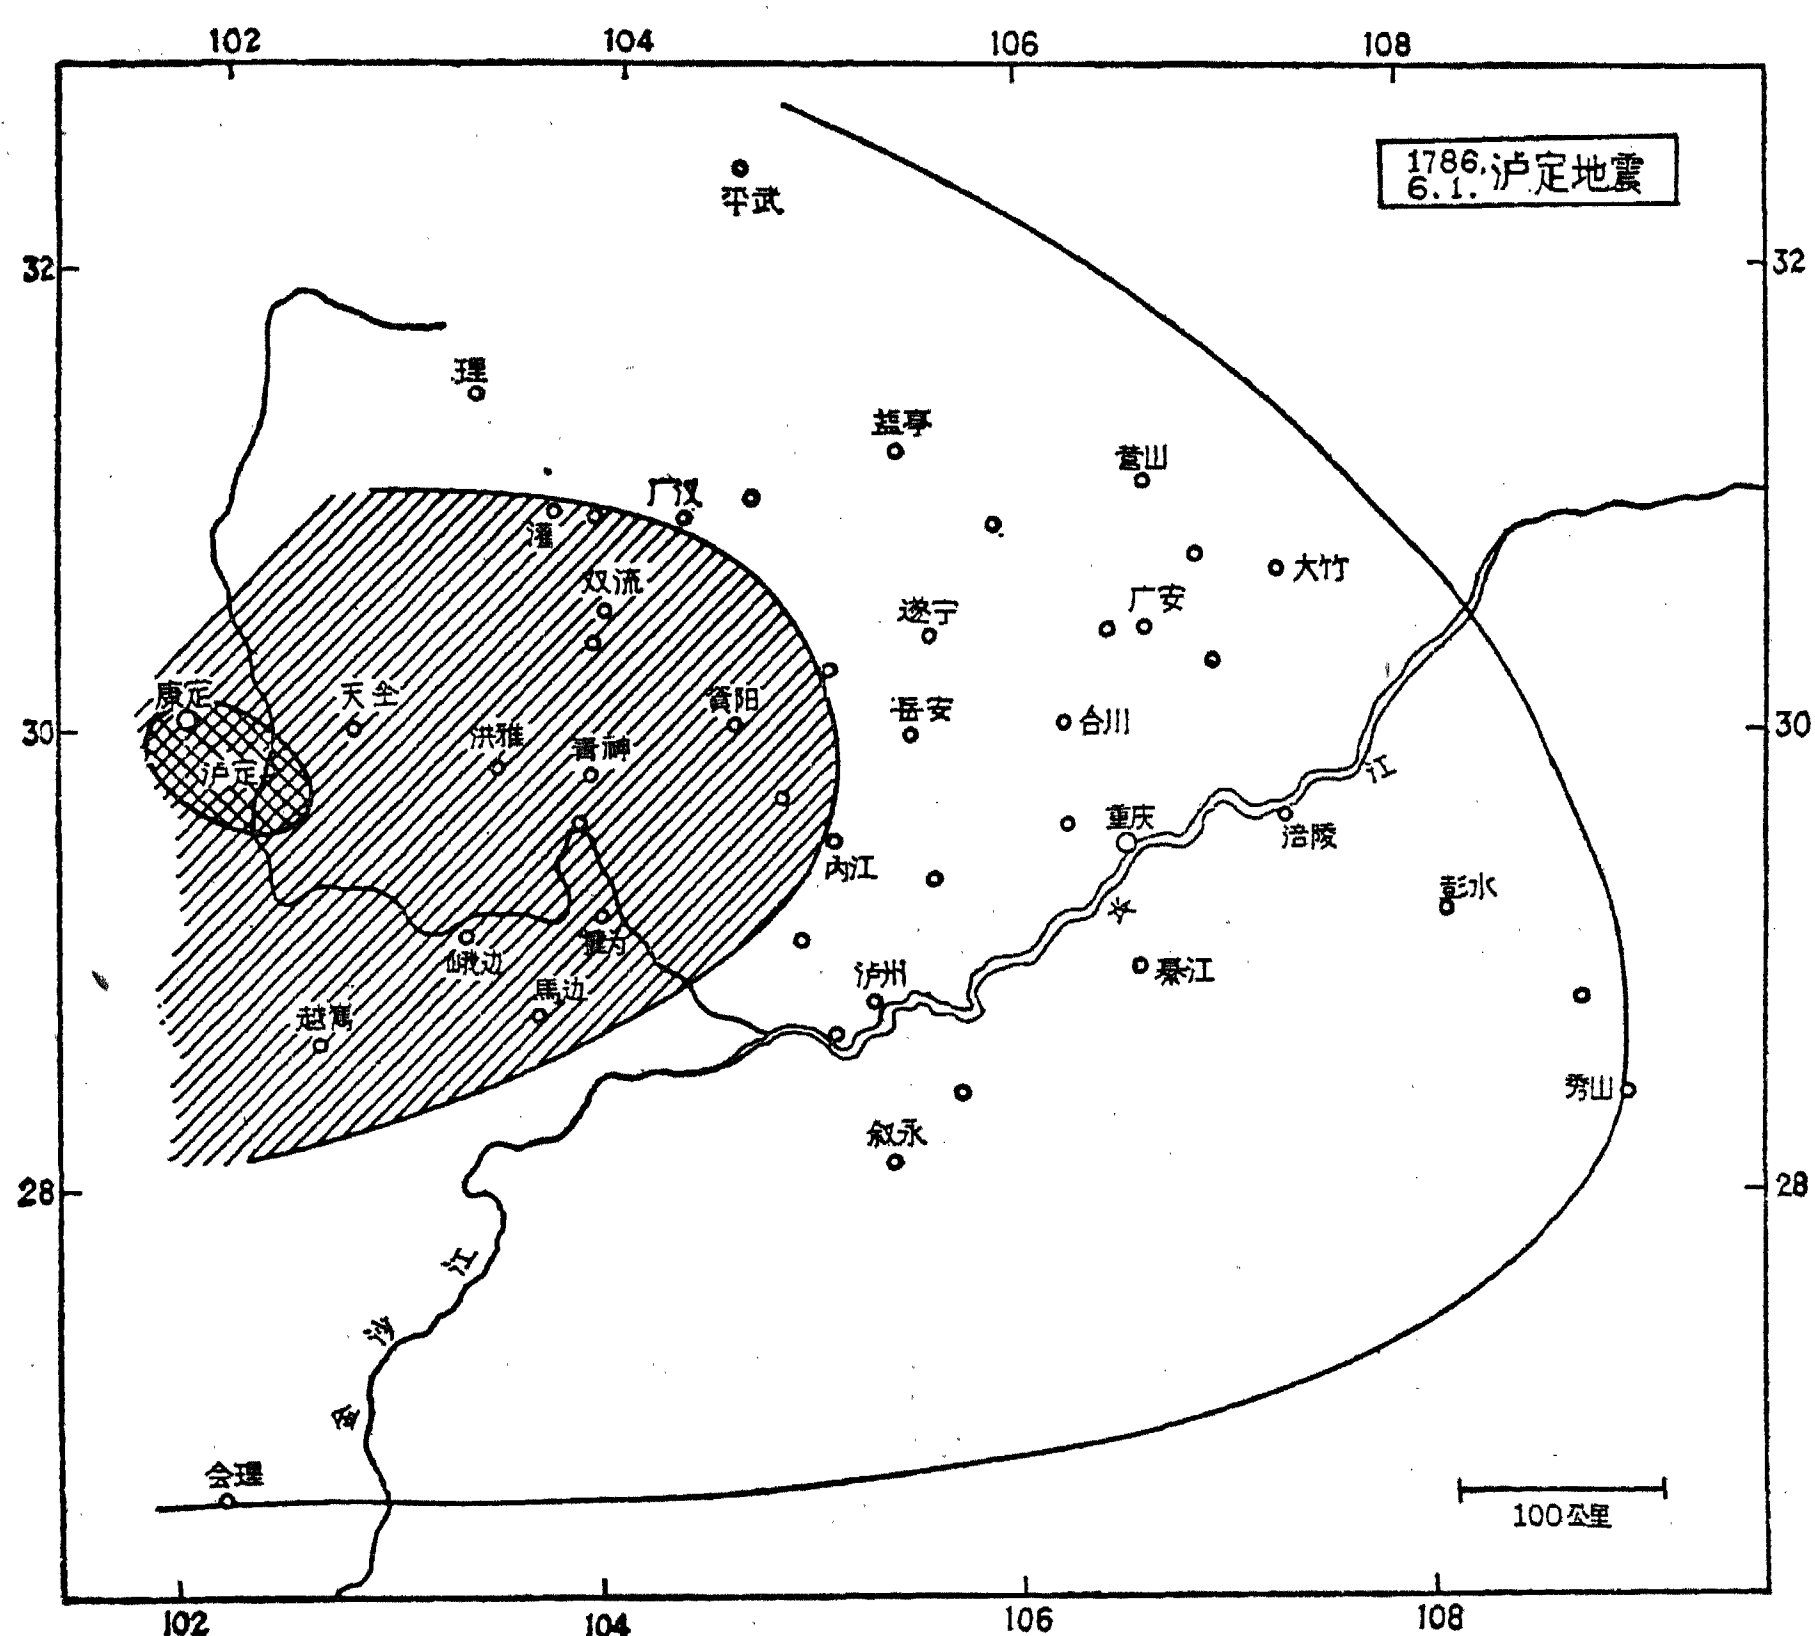 102 104 106 108
1786.泸定地震
6.1.
平武
32 32
理
盐亭
营山
广汉
灌
双流
大竹
广安
遂宁
康定
天全
資阳
岳安
合川
30 30
洪雅
青神
泸定
江
重庆
涪陵
内江
彭水
长
犍为
峨边
泸州
綦江
馬边
越嶲
秀山
叙永
28 28
江
沙
金
会理
100公里
102 104 106 108